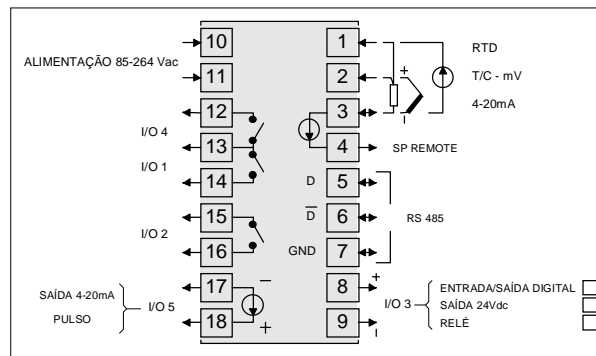 ALIMENTAÇÃO 85-264 Vac
10
11
12
13
14
15
16
17
18
I/O 4
I/O 1
I/O 2
SAÍDA 4-20mA
PULSO
I/O 5
− +
1
2
3
4
5
6
7
8
9
+ −
RTD
T/C - mV
4-20mA
SP REMOTE
D
D̅
GND
RS 485
+ −
I/O 3
ENTRADA/SAÍDA DIGITAL
SAÍDA 24Vdc
RELÉ